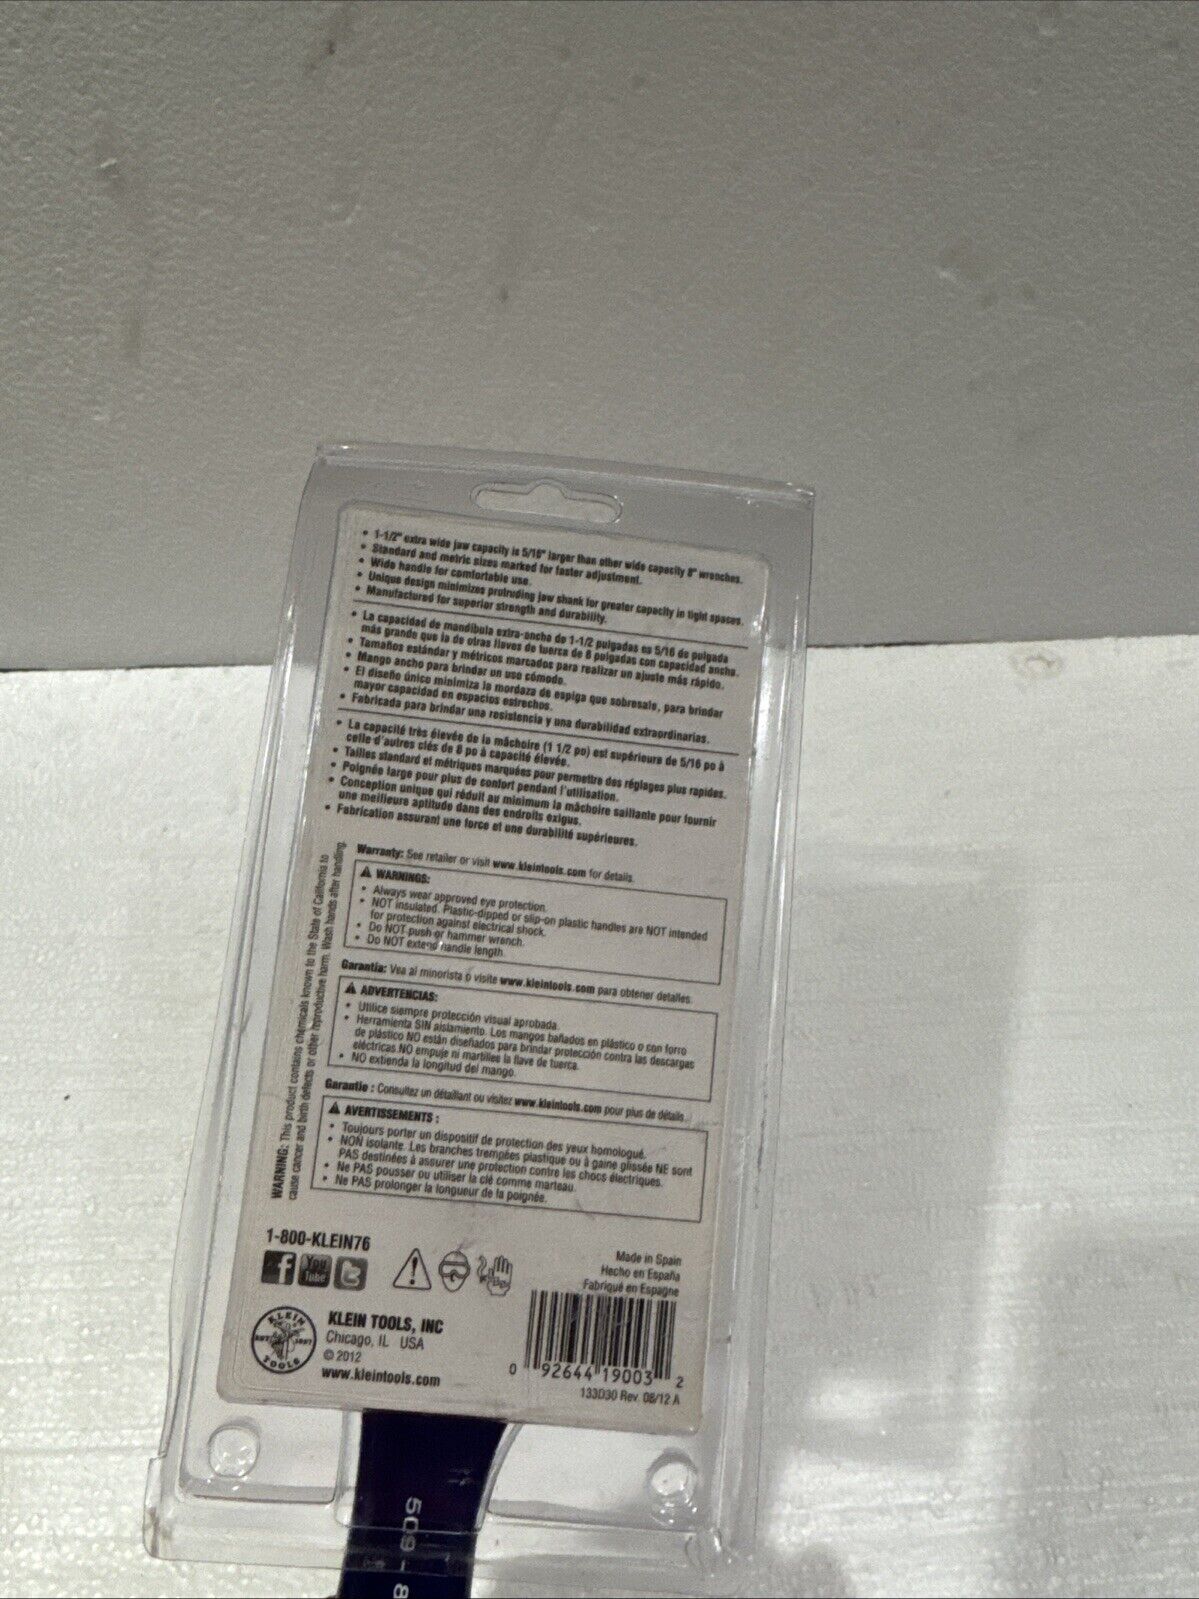 • 1-1/2" extra wide jaw capacity is 5/16" larger than other wide capacity 8" wrenches.
• Standard and metric sizes marked for faster adjustment.
• Wide handle for comfortable use.
• Unique design minimizes protruding jaw shank for greater capacity in tight spaces.
• Manufactured for superior strength and durability.
• La capacidad de mandíbula extra-ancho de 1-1/2 pulgadas es 5/16 de pulgada
más grande que la de otras llaves de tuerca de 8 pulgadas con capacidad ancha.
• Tamaños estándar y métricos marcados para realizar un ajuste más rápido.
• Mango ancho para brindar un uso cómodo.
• El diseño único minimiza la mordaza de espiga que sobresale, para brindar
mayor capacidad en espacios estrechos.
• Fabricada para brindar una resistencia y una durabilidad extraordinarias.
• La capacité très élevée de la mâchoire (1 1/2 po) est supérieure de 5/16 po à
celle d'autres clés de 8 po à capacité élevée.
• Tailles standard et métriques marquées pour permettre des réglages plus rapides.
• Poignée large pour plus de confort pendant l'utilisation.
• Conception unique qui réduit au minimum la mâchoire saillante pour fournir
une meilleure aptitude dans des endroits exigus.
• Fabrication assurant une force et une durabilité supérieures.
WARNING: This product contains chemicals known to the State of California to
cause cancer and birth defects or other reproductive harm. Wash hands after handling.
Warranty: See retailer or visit www.kleintools.com for details.
⚠ WARNINGS:
• Always wear approved eye protection.
• NOT insulated. Plastic-dipped or slip-on plastic handles are NOT intended
for protection against electrical shock.
• Do NOT push or hammer wrench.
• Do NOT extend handle length.
Garantía: Vea al minorista o visite www.kleintools.com para obtener detalles.
⚠ ADVERTENCIAS:
• Utilice siempre protección visual aprobada.
• Herramienta SIN aislamiento. Los mangos bañados en plástico o con forro
de plástico NO están diseñados para brindar protección contra las descargas
eléctricas.NO empuje ni martilles la llave de tuerca.
• NO extienda la longitud del mango.
Garantie : Consultez un détaillant ou visitez www.kleintools.com pour plus de détails.
⚠ AVERTISSEMENTS :
• Toujours porter un dispositif de protection des yeux homologué.
• NON isolante. Les branches trempées plastique ou à gaine glissée NE sont
PAS destinées à assurer une protection contre les chocs électriques.
• Ne PAS pousser ou utiliser la clé comme marteau.
• Ne PAS prolonger la longueur de la poignée.
1-800-KLEIN76
f You Tube t
Made in Spain
Hecho en España
Fabriqué en Espagne
KLEIN
EST. 1857
TOOLS
KLEIN TOOLS, INC
Chicago, IL USA
© 2012
www.kleintools.com
0 92644 19003 2
133030 Rev. 08/12 A
509-8